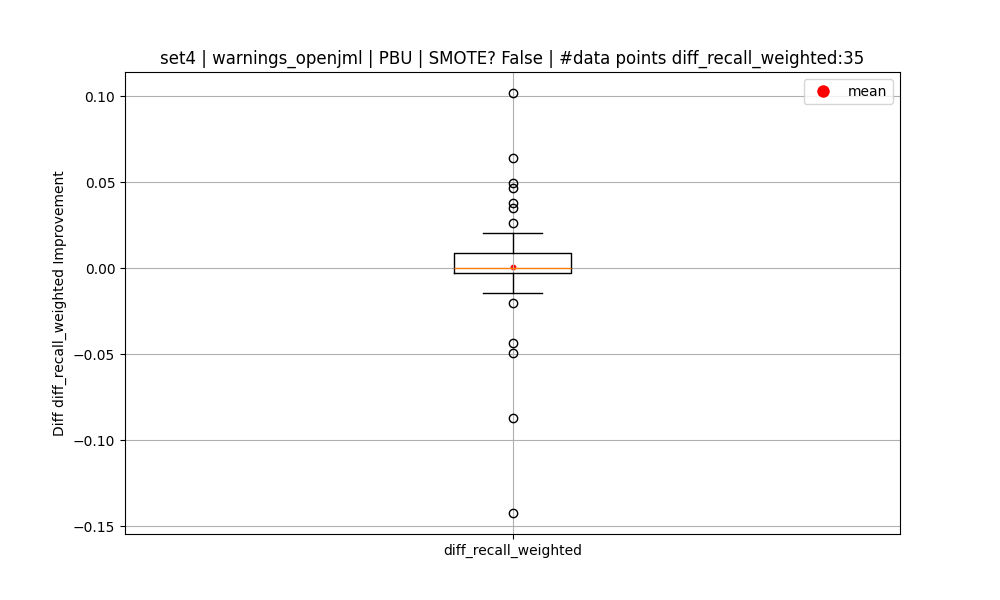 set4 | warnings_openjml | PBU | SMOTE? False | #data points diff_recall_weighted:35
mean
Diff diff_recall_weighted Improvement
0.10
0.05
0.00
−0.05
−0.10
−0.15
diff_recall_weighted